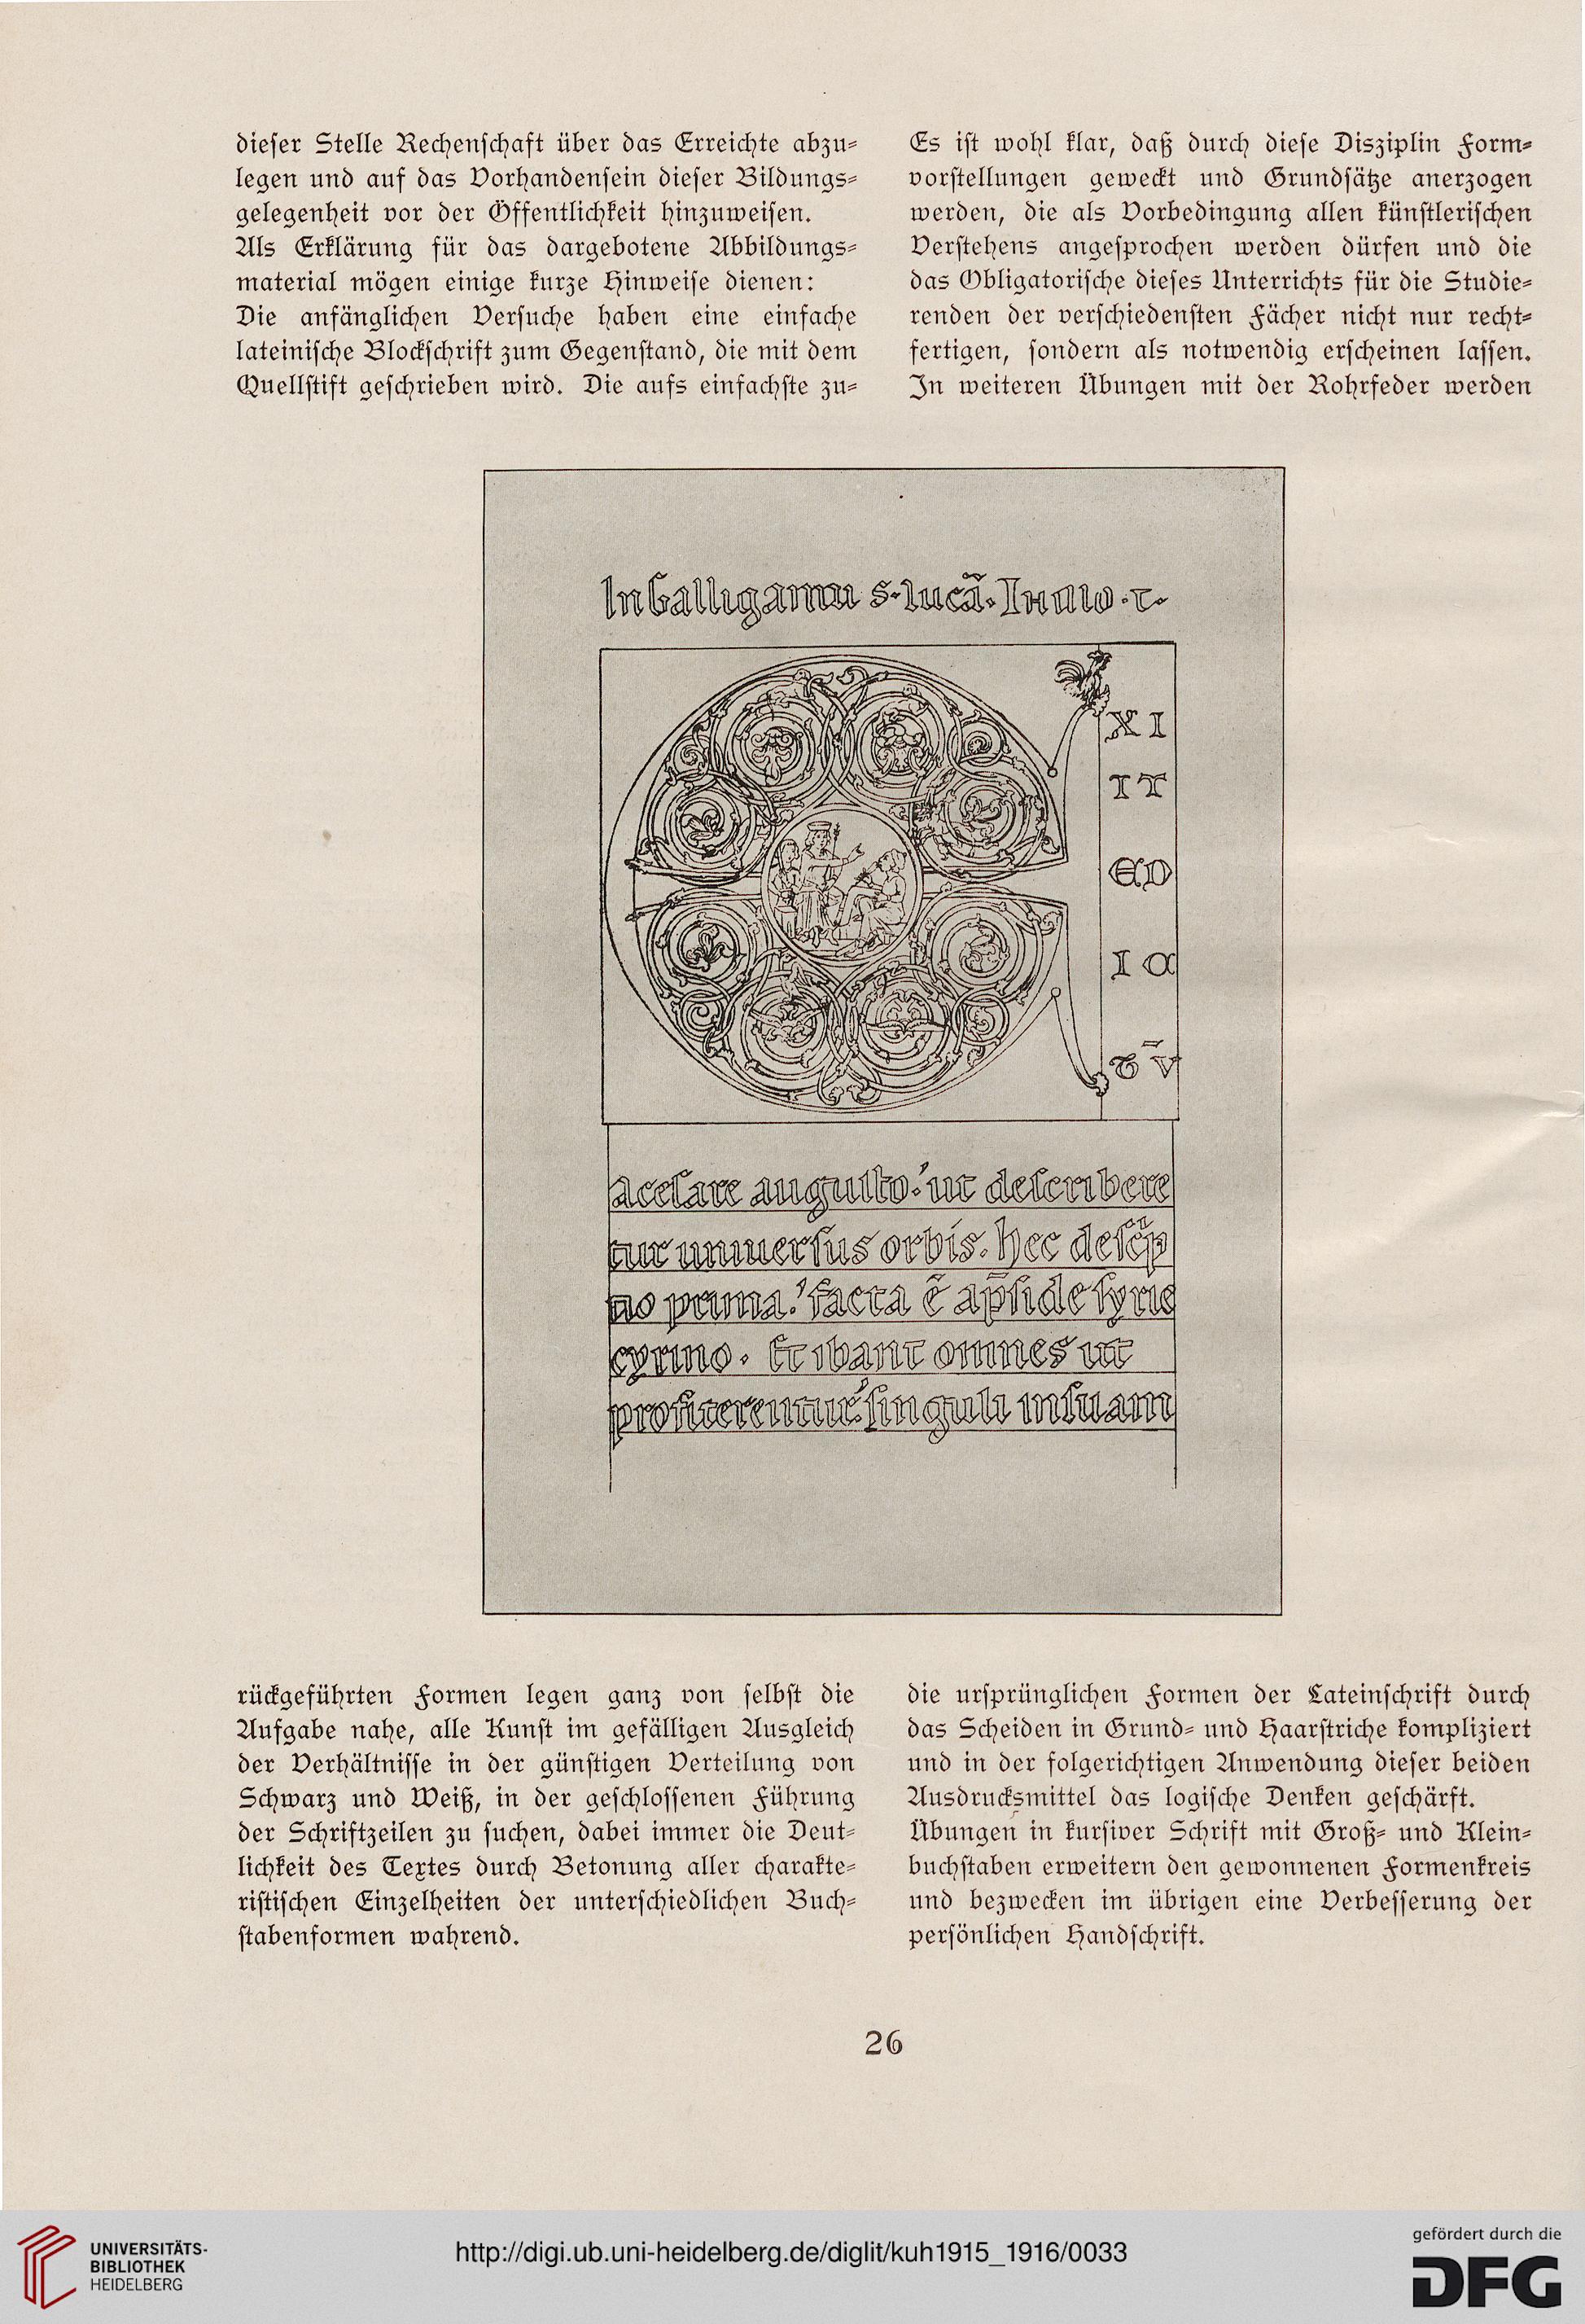 dieser Stelle Rechenschaft über das Erreichte abzu-
legen und auf das Vorhandensein dieser Bildungs-
gelegenheit vor der Öffentlichkeit hinzuweisen.
Als Erklärung für das dargebotene Abbildungs-
material mögen einige kurze Hinweise dienen:
Die anfänglichen Versuche haben eine einfache
lateinische Blockschrift zum Gegenstand, die mit dem
Quellstift geschrieben wird. Die aufs einfachste zu-
Es ist wohl klar, daß durch diese Disziplin Form-
vorstellungen geweckt und Grundsätze anerzogen
werden, die als Vorbedingung allen künstlerischen
Verstehens angesprochen werden dürfen und die
das Obligatorische dieses Unterrichts für die Studie-
renden der verschiedensten Fächer nicht nur recht-
fertigen, sondern als notwendig erscheinen lassen.
In weiteren Übungen mit der Rohrfeder werden
s. lucā. In
XI
IT
ED
IC
T V̄
a cesare augusto. ut describere
tur universus orbis. hec descp
tio prima. facta ē apside syrie
cyrino. Et ibant omnes ut
profiterentur singuli in suam
rückgeführten Formen legen ganz von selbst die
Aufgabe nahe, alle Kunst im gefälligen Ausgleich
der Verhältnisse in der günstigen Verteilung von
Schwarz und Weiß, in der geschlossenen Führung
der Schriftzeilen zu suchen, dabei immer die Deut-
lichkeit des Textes durch Betonung aller charakte-
ristischen Einzelheiten der unterschiedlichen Buch-
stabenformen wahrend.
die ursprünglichen Formen der Lateinschrift durch
das Scheiden in Grund- und Haarstriche kompliziert
und in der folgerichtigen Anwendung dieser beiden
Ausdrucksmittel das logische Denken geschärft.
Übungen in kursiver Schrift mit Groß- und Klein-
buchstaben erweitern den gewonnenen Formenkreis
und bezwecken im übrigen eine Verbesserung der
persönlichen Handschrift.
26
UNIVERSITÄTS-
BIBLIOTHEK
HEIDELBERG
http://digi.ub.uni-heidelberg.de/diglit/kuh1915_1916/0033
gefördert durch die
DFG